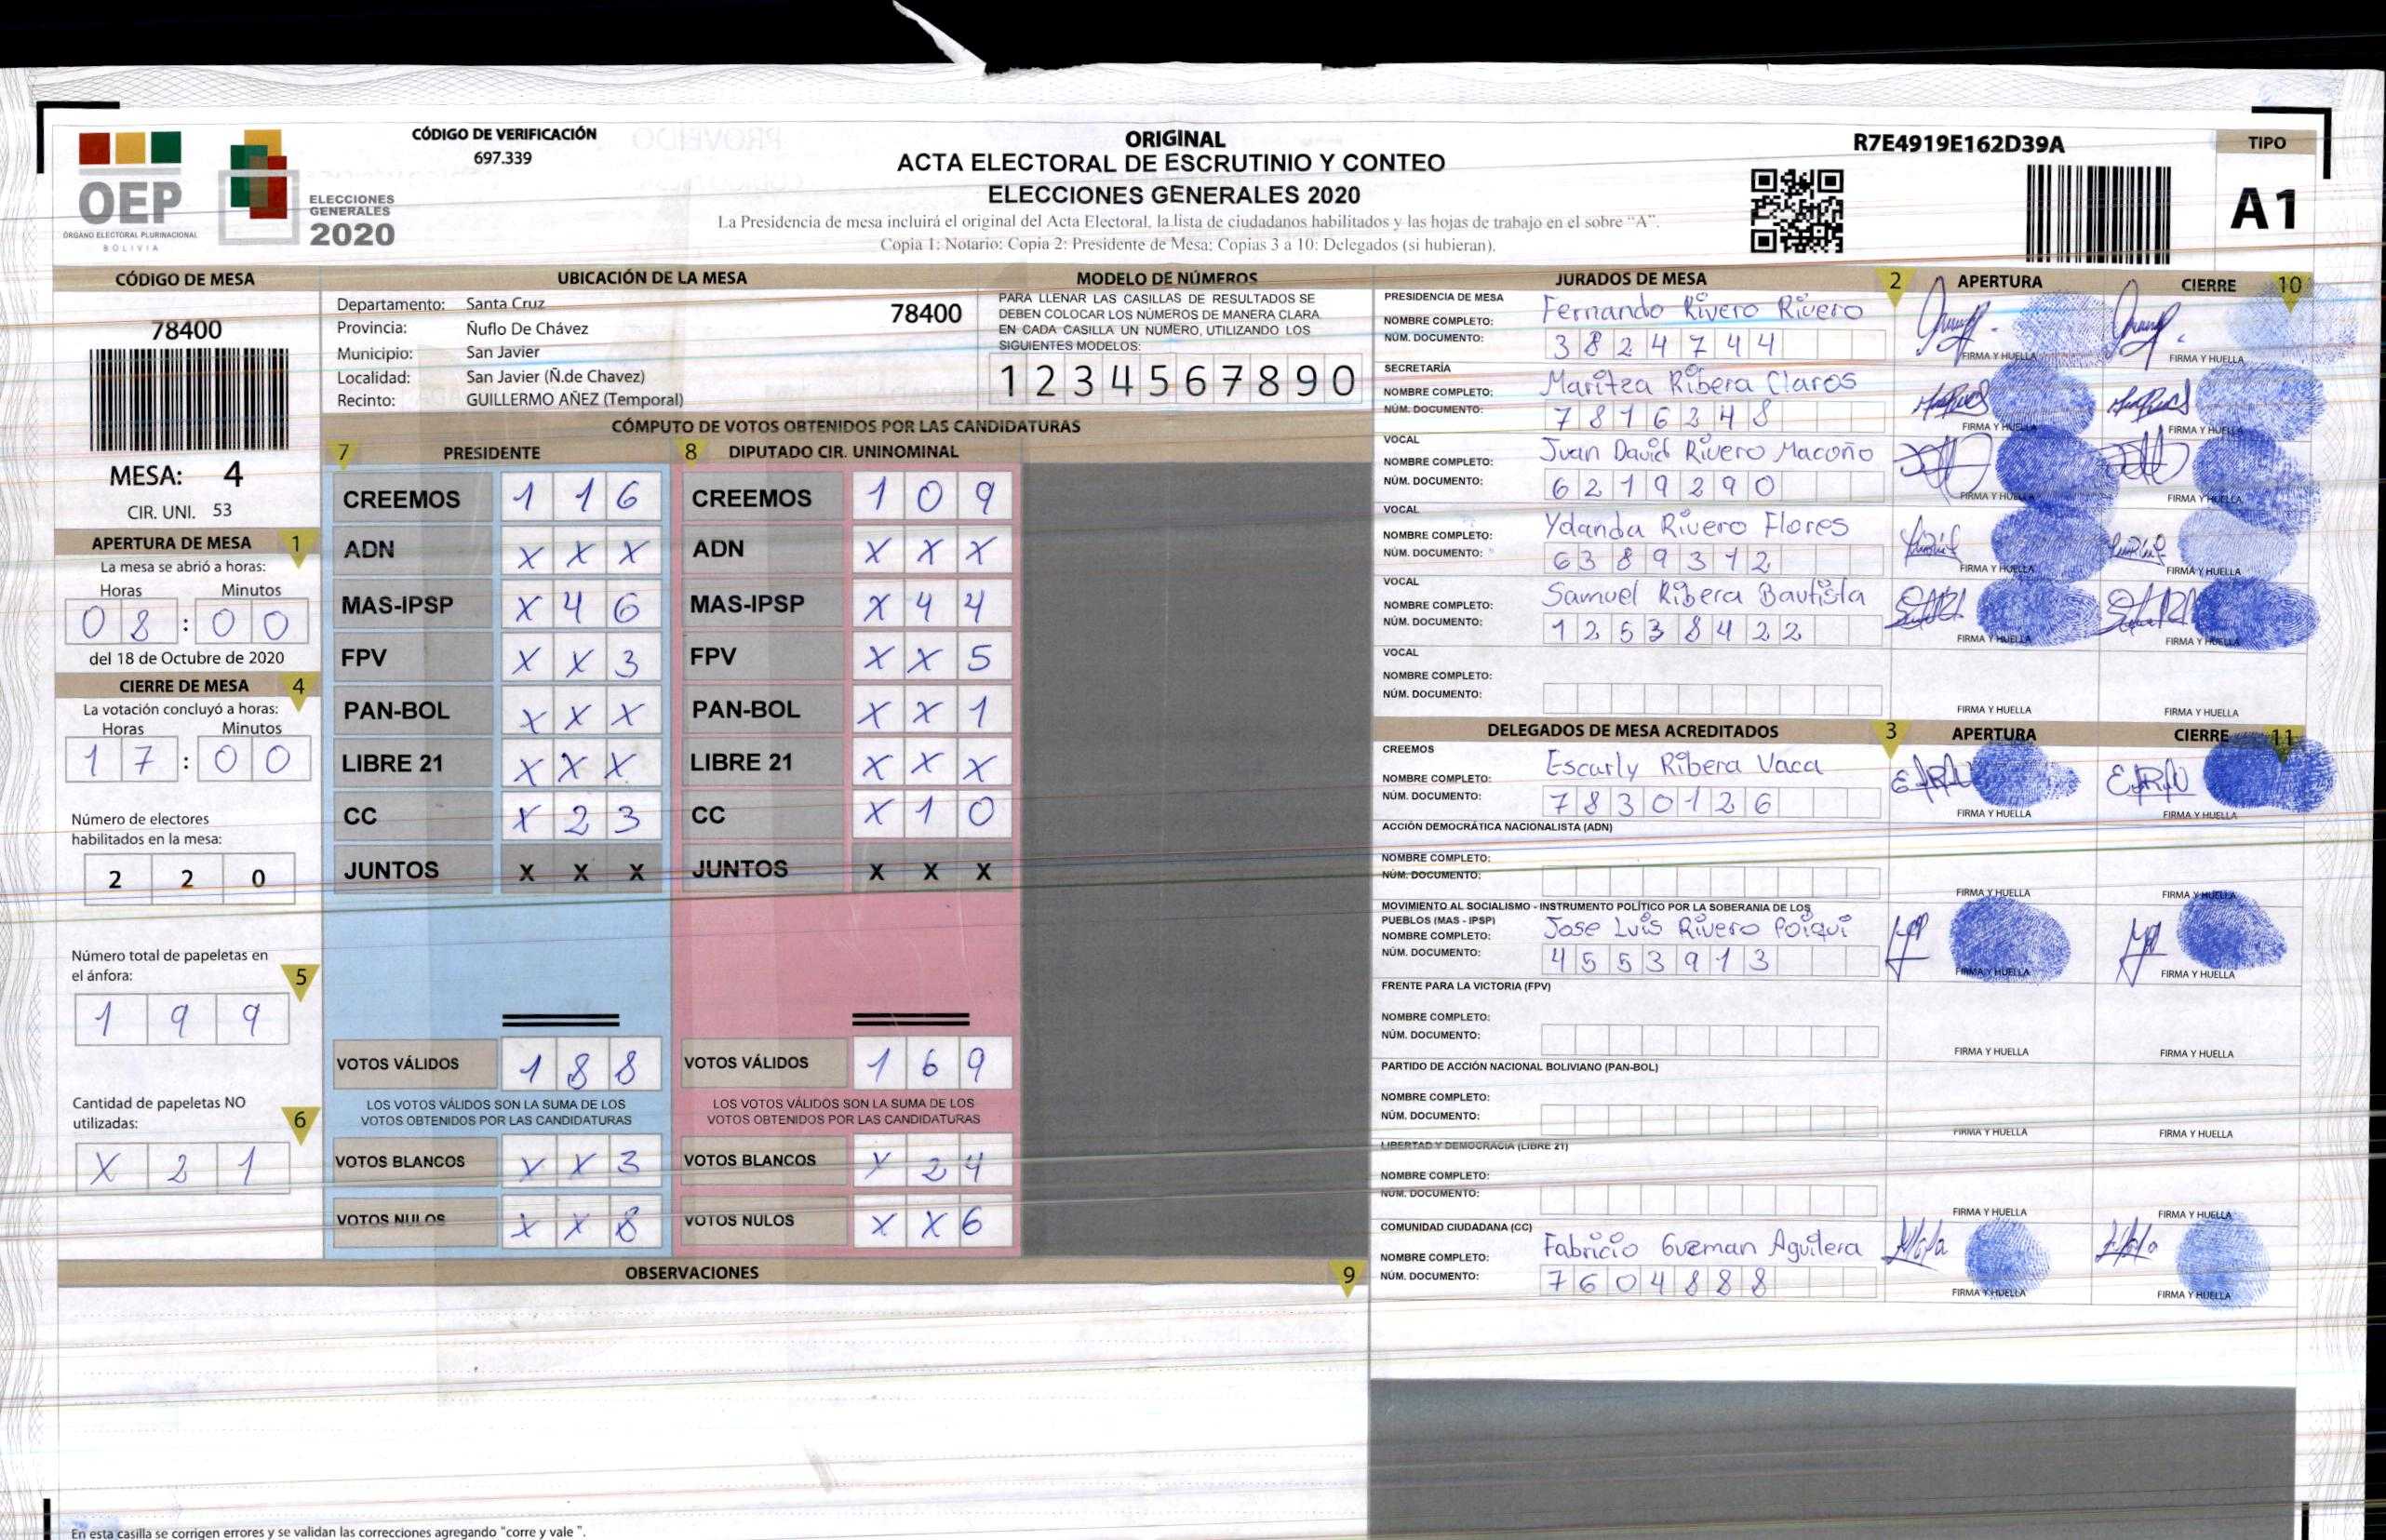 CÓDIGO DE VERIFICACIÓN
697.339
ORIGINAL
ACTA ELECTORAL DE ESCRUTINIO Y CONTEO
ELECCIONES GENERALES 2020
La Presidencia de mesa incluirá el original del Acta Electoral, la lista de ciudadanos habilitados y las hojas de trabajo en el sobre “A”.
Copia 1: Notario: Copia 2: Presidente de Mesa: Copias 3 a 10: Delegados (si hubieran).
R7E4919E162D39A
TIPO
A1
OEP
ÓRGANO ELECTORAL PLURINACIONAL
BOLIVIA
ELECCIONES
GENERALES
2020
CÓDIGO DE MESA
78400
MESA: 4
CIR. UNI. 53
APERTURA DE MESA 1
La mesa se abrió a horas:
Horas Minutos
08 : 00
del 18 de Octubre de 2020
CIERRE DE MESA 4
La votación concluyó a horas:
Horas Minutos
17 : 00
Número de electores
habilitados en la mesa:
2 2 0
Número total de papeletas en
el ánfora: 5
1 9 9
Cantidad de papeletas NO
utilizadas: 6
X 2 1
UBICACIÓN DE LA MESA
Departamento: Santa Cruz
78400
Provincia: Ñuflo De Chávez
Municipio: San Javier
Localidad: San Javier (Ñ.de Chavez)
Recinto: GUILLERMO AÑEZ (Temporal)
MODELO DE NÚMEROS
PARA LLENAR LAS CASILLAS DE RESULTADOS SE
DEBEN COLOCAR LOS NÚMEROS DE MANERA CLARA
EN CADA CASILLA UN NÚMERO, UTILIZANDO LOS
SIGUIENTES MODELOS:
1 2 3 4 5 6 7 8 9 0
CÓMPUTO DE VOTOS OBTENIDOS POR LAS CANDIDATURAS
7 PRESIDENTE 8 DIPUTADO CIR. UNINOMINAL
CREEMOS 1 1 6 CREEMOS 1 0 9
ADN X X X ADN X X X
MAS-IPSP X 4 6 MAS-IPSP X 4 4
FPV X X 3 FPV X X 5
PAN-BOL X X X PAN-BOL X X 1
LIBRE 21 X X X LIBRE 21 X X X
CC X 2 3 CC X 1 0
JUNTOS X X X JUNTOS X X X
VOTOS VÁLIDOS 1 8 8 VOTOS VÁLIDOS 1 6 9
LOS VOTOS VÁLIDOS SON LA SUMA DE LOS LOS VOTOS VÁLIDOS SON LA SUMA DE LOS
VOTOS OBTENIDOS POR LAS CANDIDATURAS VOTOS OBTENIDOS POR LAS CANDIDATURAS
VOTOS BLANCOS X X 3 VOTOS BLANCOS X 2 4
VOTOS NULOS X X 8 VOTOS NULOS X X 6
OBSERVACIONES 9
En esta casilla se corrigen errores y se validan las correcciones agregando "corre y vale ".
JURADOS DE MESA 2 APERTURA CIERRE 10
PRESIDENCIA DE MESA
NOMBRE COMPLETO: Fernando Rivero Rivero
NÚM. DOCUMENTO: 3824744
FIRMA Y HUELLA FIRMA Y HUELLA
SECRETARÍA
NOMBRE COMPLETO: Maritza Ribera Claros
NÚM. DOCUMENTO: 7816248
FIRMA Y HUELLA FIRMA Y HUELLA
VOCAL
NOMBRE COMPLETO: Juan David Rivero Macoño
NÚM. DOCUMENTO: 6219290
FIRMA Y HUELLA FIRMA Y HUELLA
VOCAL
NOMBRE COMPLETO: Yolanda Rivero Flores
NÚM. DOCUMENTO: 6389312
FIRMA Y HUELLA FIRMA Y HUELLA
VOCAL
NOMBRE COMPLETO: Samuel Ribera Bautista
NÚM. DOCUMENTO: 12538422
FIRMA Y HUELLA FIRMA Y HUELLA
VOCAL
NOMBRE COMPLETO:
NÚM. DOCUMENTO:
FIRMA Y HUELLA FIRMA Y HUELLA
DELEGADOS DE MESA ACREDITADOS 3 APERTURA CIERRE 11
CREEMOS
NOMBRE COMPLETO: Escarly Ribera Vaca
NÚM. DOCUMENTO: 7830126
FIRMA Y HUELLA FIRMA Y HUELLA
ACCIÓN DEMOCRÁTICA NACIONALISTA (ADN)
NOMBRE COMPLETO:
NÚM. DOCUMENTO:
FIRMA Y HUELLA FIRMA Y HUELLA
MOVIMIENTO AL SOCIALISMO - INSTRUMENTO POLÍTICO POR LA SOBERANIA DE LOS
PUEBLOS (MAS - IPSP)
NOMBRE COMPLETO: Jose Luis Rivero Poiqui
NÚM. DOCUMENTO: 4553913
FIRMA Y HUELLA FIRMA Y HUELLA
FRENTE PARA LA VICTORIA (FPV)
NOMBRE COMPLETO:
NÚM. DOCUMENTO:
FIRMA Y HUELLA FIRMA Y HUELLA
PARTIDO DE ACCIÓN NACIONAL BOLIVIANO (PAN-BOL)
NOMBRE COMPLETO:
NÚM. DOCUMENTO:
FIRMA Y HUELLA FIRMA Y HUELLA
LIBERTAD Y DEMOCRACIA (LIBRE 21)
NOMBRE COMPLETO:
NÚM. DOCUMENTO:
FIRMA Y HUELLA FIRMA Y HUELLA
COMUNIDAD CIUDADANA (CC)
NOMBRE COMPLETO: Fabricio Guzman Aguilera
NÚM. DOCUMENTO: 7604888
FIRMA Y HUELLA FIRMA Y HUELLA